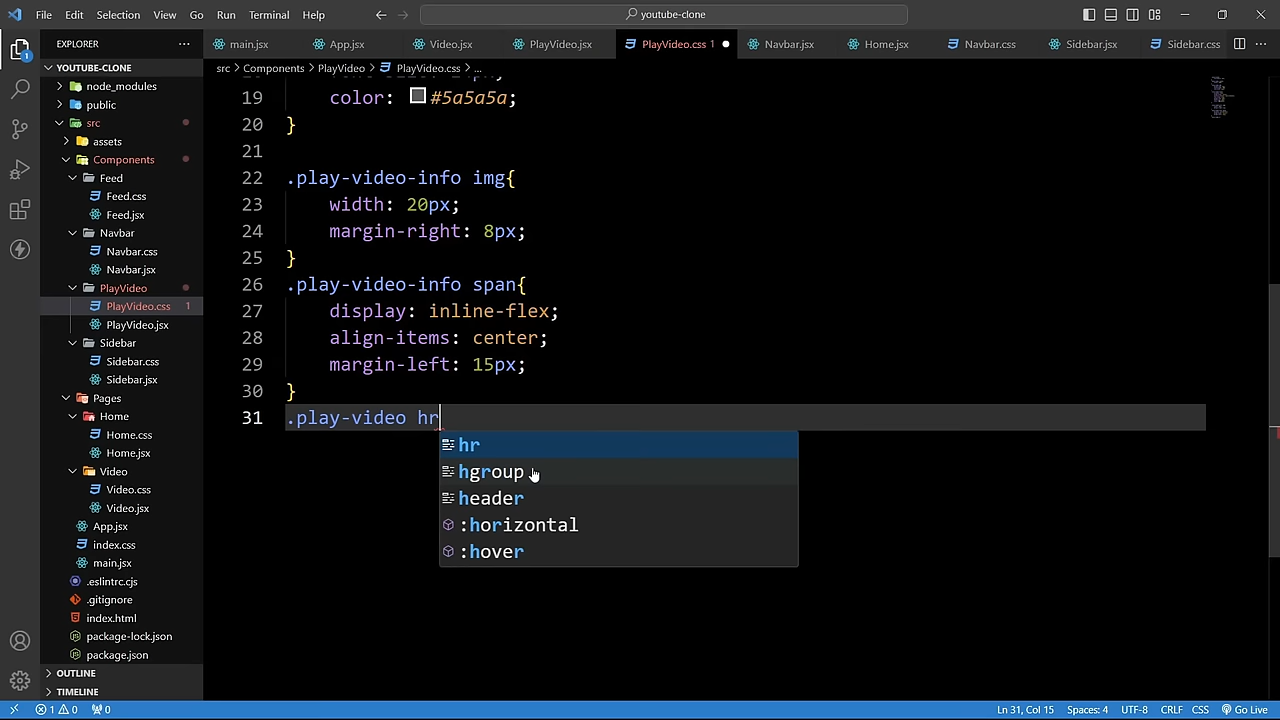 File Edit Selection View Go Run Terminal Help
youtube-clone
EXPLORER
main.jsx App.jsx Video.jsx PlayVideo.jsx PlayVideo.css 1 Navbar.jsx Home.jsx Navbar.css Sidebar.jsx Sidebar.css
src > Components > PlayVideo > PlayVideo.css > ...
YOUTUBE-CLONE
node_modules
public
src
assets
Components
Feed
Feed.css
Feed.jsx
Navbar
Navbar.css
Navbar.jsx
PlayVideo
PlayVideo.css 1
PlayVideo.jsx
Sidebar
Sidebar.css
Sidebar.jsx
Pages
Home
Home.css
Home.jsx
Video
Video.css
Video.jsx
App.jsx
index.css
main.jsx
.eslintrc.cjs
.gitignore
index.html
package-lock.json
package.json
OUTLINE
TIMELINE
19 color: #5a5a5a;
20 }
21
22 .play-video-info img{
23 width: 20px;
24 margin-right: 8px;
25 }
26 .play-video-info span{
27 display: inline-flex;
28 align-items: center;
29 margin-left: 15px;
30 }
31 .play-video hr
hr
hgroup
header
:horizontal
:hover
1
1 0 0
Ln 31, Col 15 Spaces: 4 UTF-8 CRLF CSS Go Live